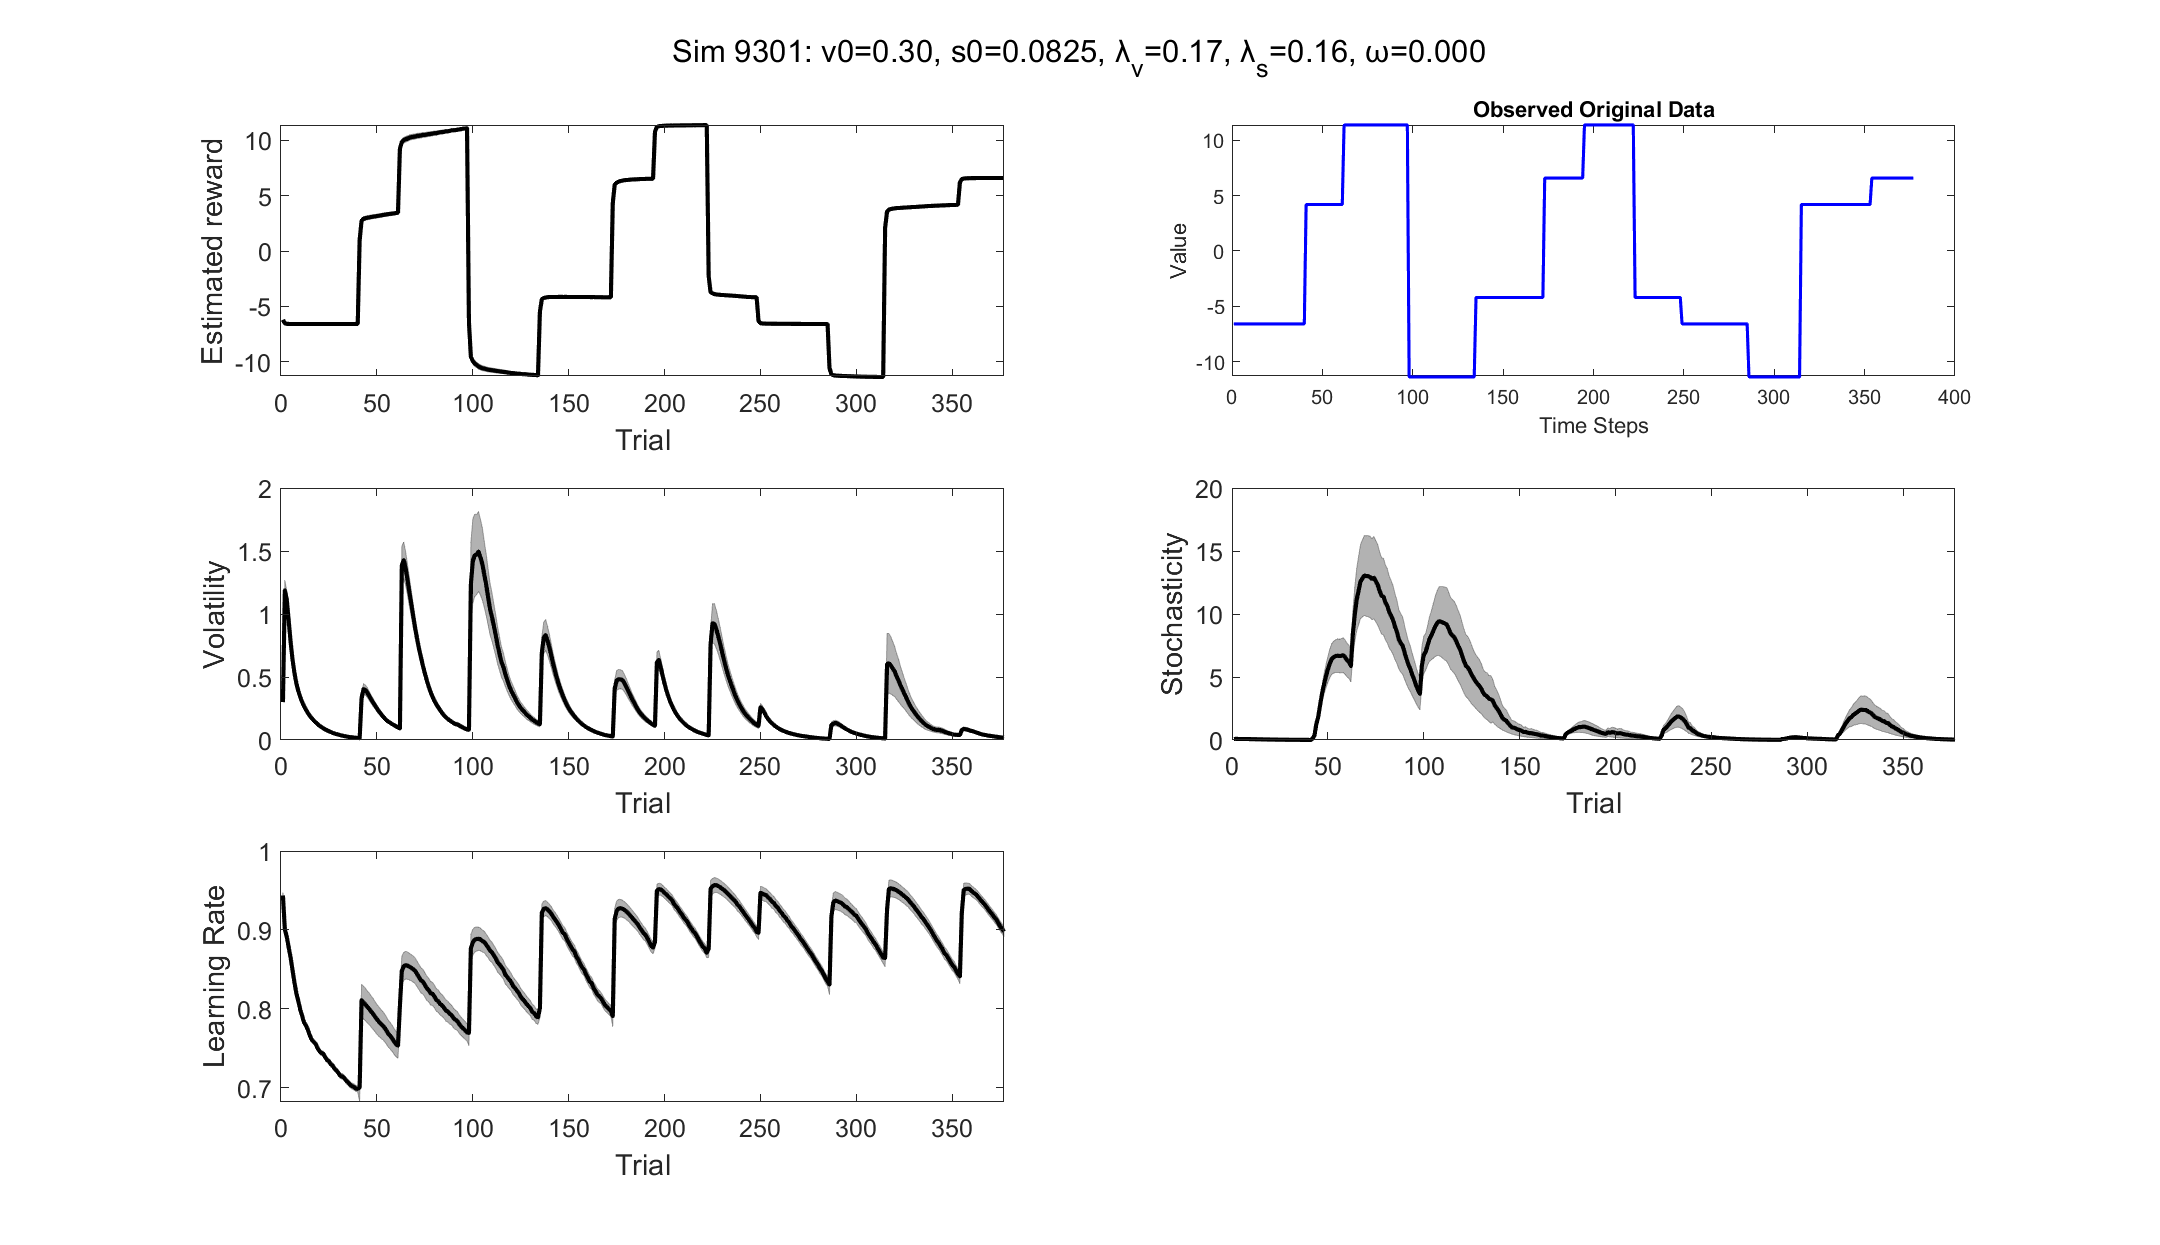 Sim 9301: v0=0.30, s0=0.0825, λ_v=0.17, λ_s=0.16, ω=0.000
Estimated reward
10
5
0
-5
-10
0 50 100 150 200 250 300 350
Trial
Observed Original Data
Value
10
5
0
-5
-10
0 50 100 150 200 250 300 350 400
Time Steps
Volatility
2
1.5
1
0.5
0
0 50 100 150 200 250 300 350
Trial
Stochasticity
20
15
10
5
0
0 50 100 150 200 250 300 350
Trial
Learning Rate
1
0.9
0.8
0.7
0 50 100 150 200 250 300 350
Trial